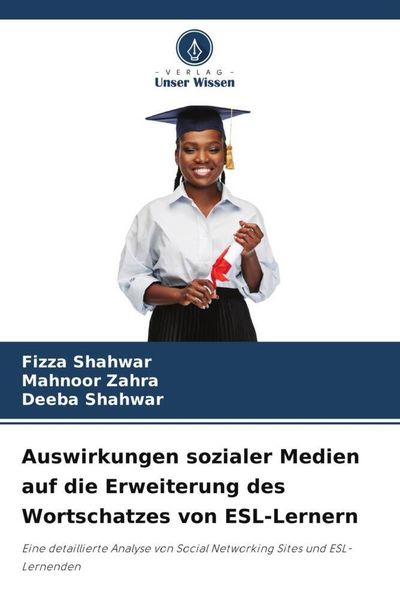 - VERLAG -
Unser Wissen
Fizza Shahwar
Mahnoor Zahra
Deeba Shahwar
Auswirkungen sozialer Medien
auf die Erweiterung des
Wortschatzes von ESL-Lernern
Eine detaillierte Analyse von Social Networking Sites und ESL-
Lernenden